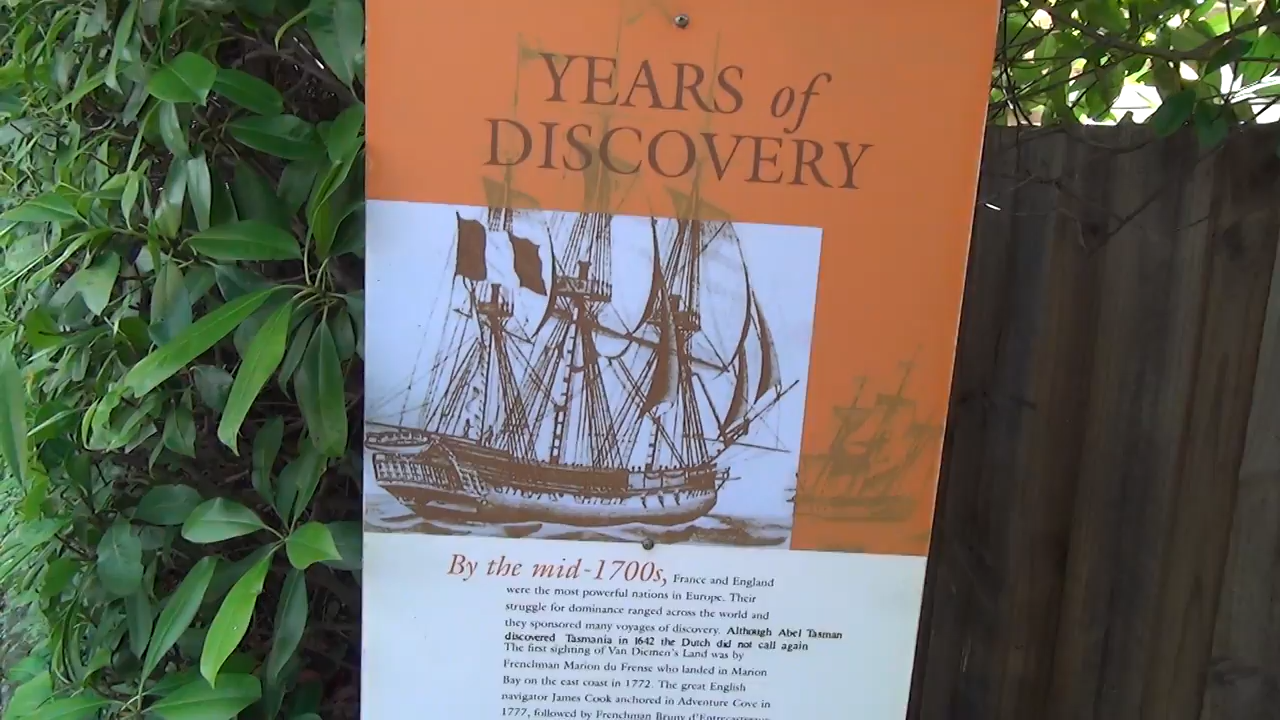 YEARS of
DISCOVERY
By the mid-1700s, France and England
were the most powerful nations in Europe. Their
struggle for dominance ranged across the world and
they sponsored many voyages of discovery. Although Abel Tasman
discovered Tasmania in 1642 the Dutch did not call again
The first sighting of Van Diemen's Land was by
Frenchman Marion du Frense who landed in Marion
Bay on the east coast in 1772. The great English
navigator James Cook anchored in Adventure Cove in
1777, followed by Frenchman Bruny d'Entrecasteaux